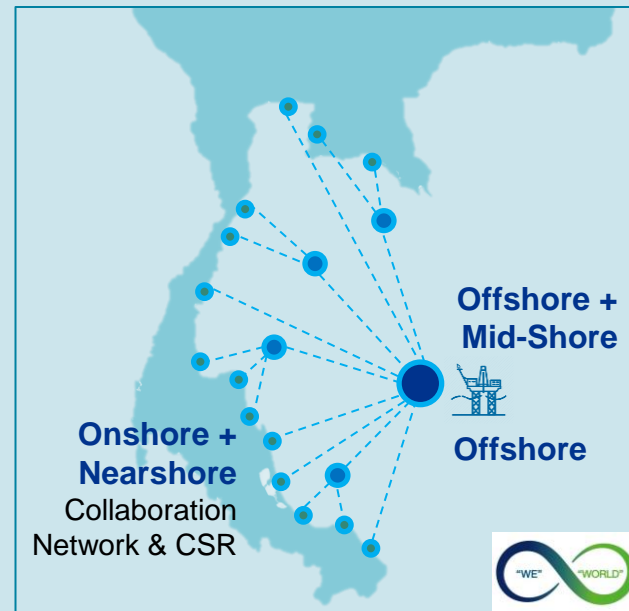 Offshore +
Mid-Shore
Offshore
Onshore +
Nearshore
Collaboration
Network & CSR
"WE" "WORLD"